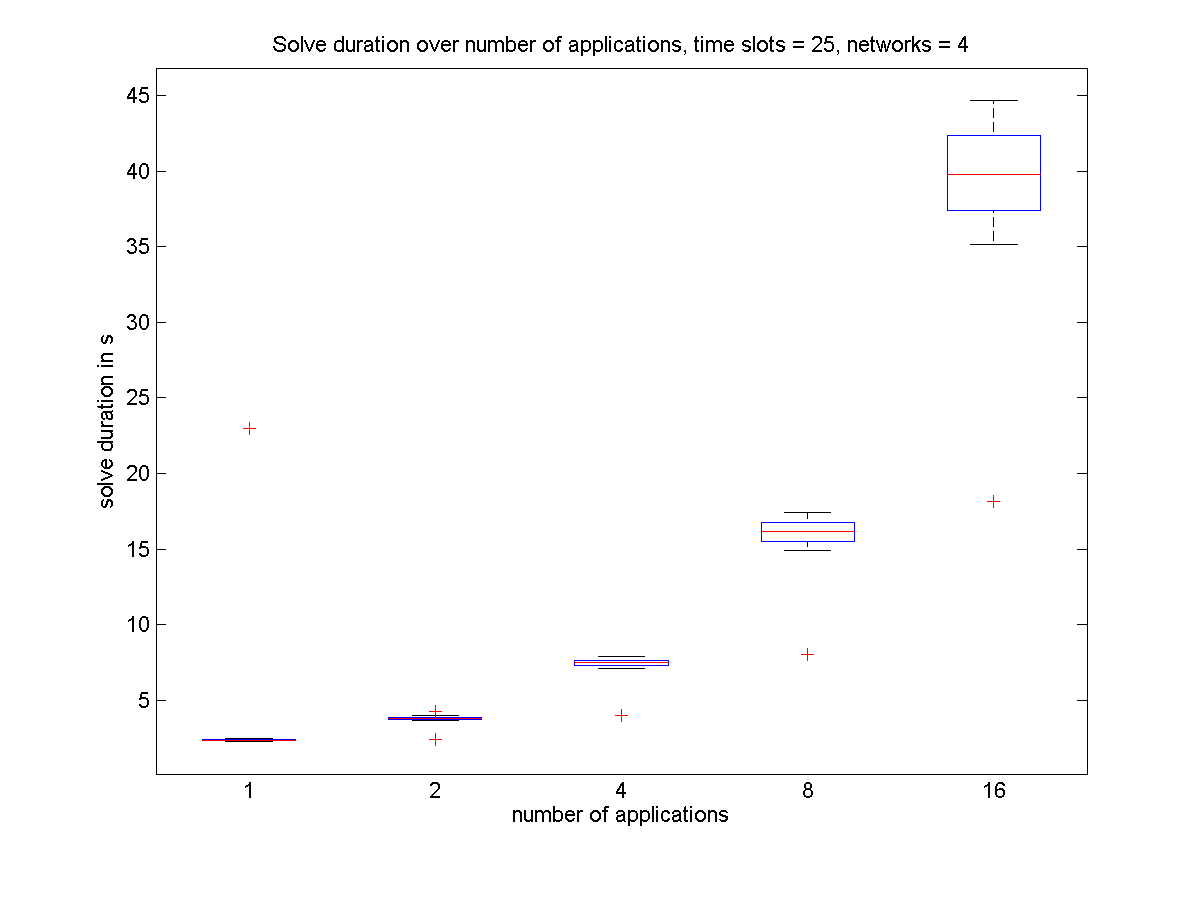 Solve duration over number of applications, time slots = 25, networks = 4
45
40
35
30
25
20
15
10
5
solve duration in s
1 2 4 8 16
number of applications